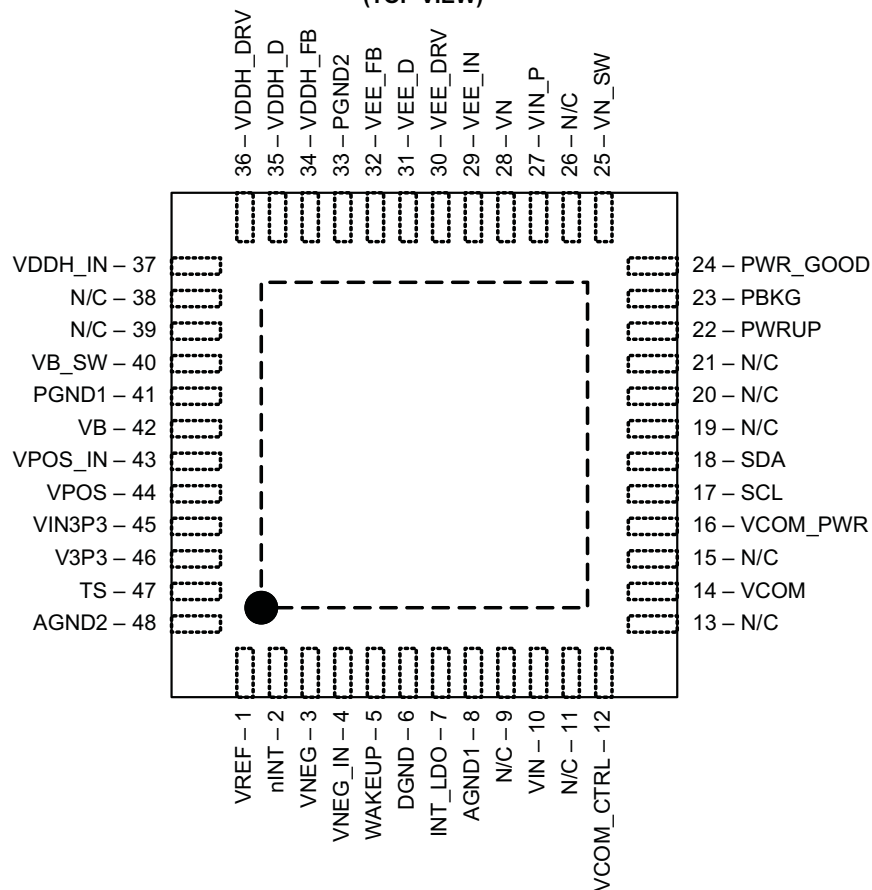 (TOP VIEW)
36 – VDDH_DRV
35 – VDDH_D
34 – VDDH_FB
33 – PGND2
32 – VEE_FB
31 – VEE_D
30 – VEE_DRV
29 – VEE_IN
28 – VN
27 – VIN_P
26 – N/C
25 – VN_SW
VDDH_IN – 37
N/C – 38
N/C – 39
VB_SW – 40
PGND1 – 41
VB – 42
VPOS_IN – 43
VPOS – 44
VIN3P3 – 45
V3P3 – 46
TS – 47
AGND2 – 48
24 – PWR_GOOD
23 – PBKG
22 – PWRUP
21 – N/C
20 – N/C
19 – N/C
18 – SDA
17 – SCL
16 – VCOM_PWR
15 – N/C
14 – VCOM
13 – N/C
VREF – 1
nINT – 2
VNEG – 3
VNEG_IN – 4
WAKEUP – 5
DGND – 6
INT_LDO – 7
AGND1 – 8
N/C – 9
VIN – 10
N/C – 11
VCOM_CTRL – 12